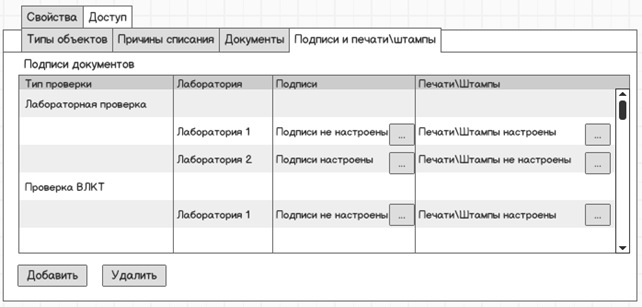 Свойства Доступ
Типы объектов Причины списания Документы Подписи и печати\штампы
Подписи документов
Тип проверки Лаборатория Подписи Печати\Штампы
Лабораторная проверка
Лаборатория 1 Подписи не настроены ... Печати\Штампы настроены ...
Лаборатория 2 Подписи настроены ... Печати\Штампы не настроены ...
Проверка ВЛКТ
Лаборатория 1 Подписи не настроены ... Печати\Штампы настроены ...
Добавить Удалить